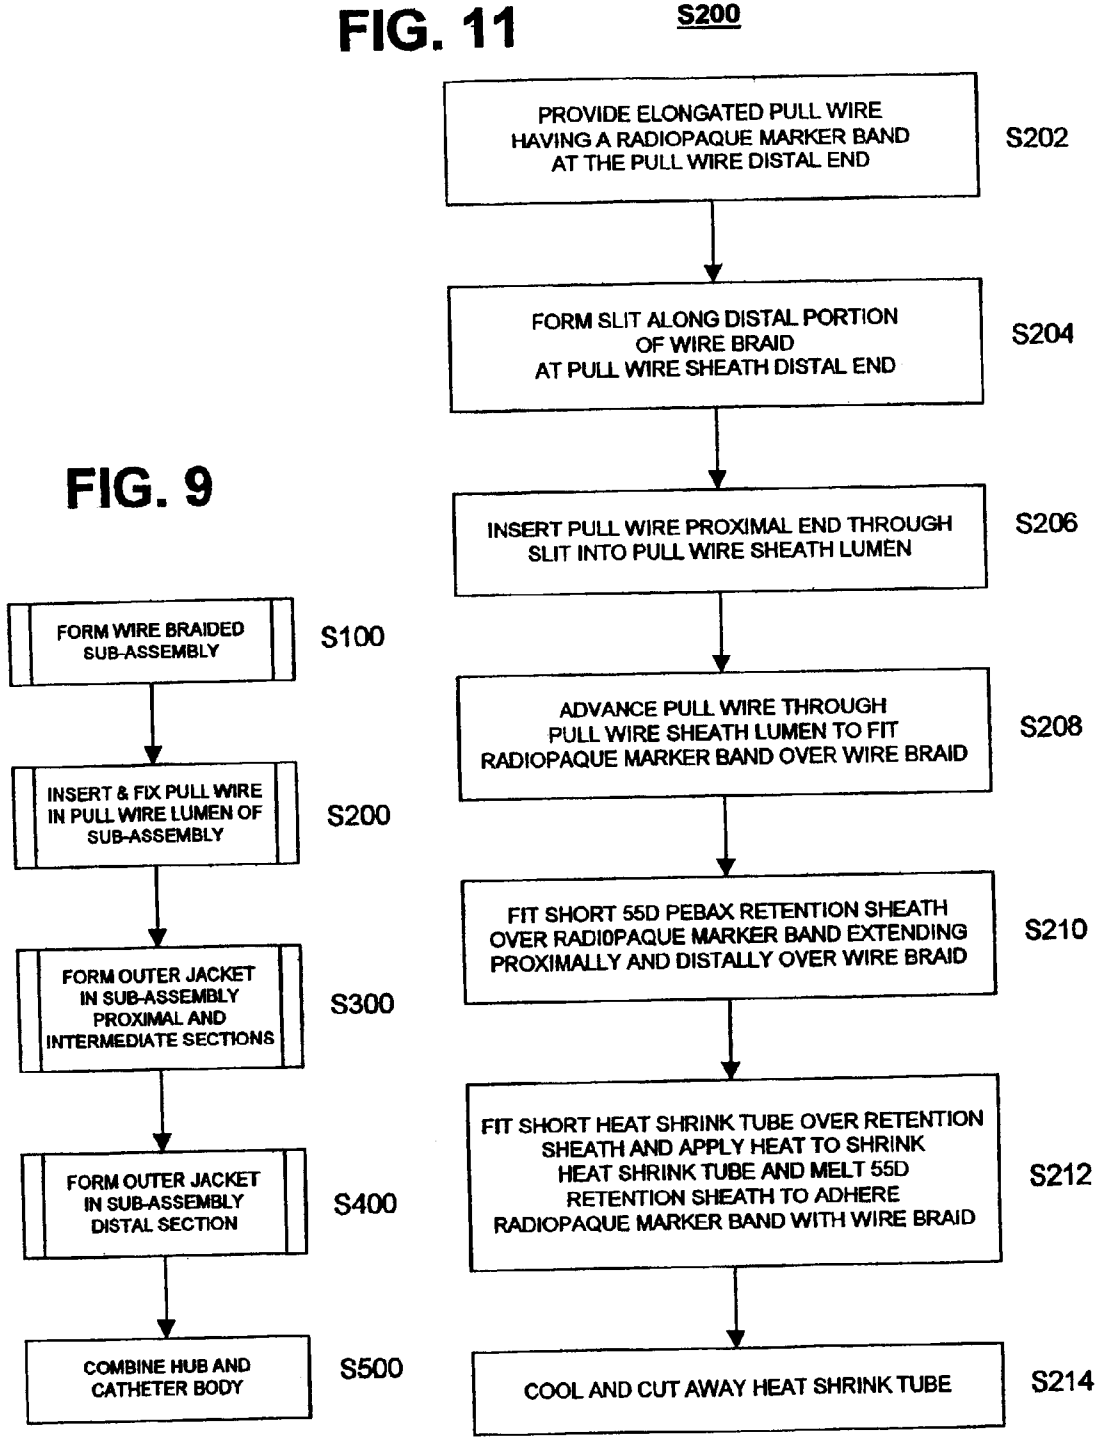 FIG. 11
S200
PROVIDE ELONGATED PULL WIRE
HAVING A RADIOPAQUE MARKER BAND
AT THE PULL WIRE DISTAL END
S202
FORM SLIT ALONG DISTAL PORTION
OF WIRE BRAID
AT PULL WIRE SHEATH DISTAL END
S204
INSERT PULL WIRE PROXIMAL END THROUGH
SLIT INTO PULL WIRE SHEATH LUMEN
S206
ADVANCE PULL WIRE THROUGH
PULL WIRE SHEATH LUMEN TO FIT
RADIOPAQUE MARKER BAND OVER WIRE BRAID
S208
FIT SHORT 55D PEBAX RETENTION SHEATH
OVER RADIOPAQUE MARKER BAND EXTENDING
PROXIMALLY AND DISTALLY OVER WIRE BRAID
S210
FIT SHORT HEAT SHRINK TUBE OVER RETENTION
SHEATH AND APPLY HEAT TO SHRINK
HEAT SHRINK TUBE AND MELT 55D
RETENTION SHEATH TO ADHERE
RADIOPAQUE MARKER BAND WITH WIRE BRAID
S212
COOL AND CUT AWAY HEAT SHRINK TUBE
S214
FIG. 9
FORM WIRE BRAIDED
SUB-ASSEMBLY
S100
INSERT & FIX PULL WIRE
IN PULL WIRE LUMEN OF
SUB-ASSEMBLY
S200
FORM OUTER JACKET
IN SUB-ASSEMBLY
PROXIMAL AND
INTERMEDIATE SECTIONS
S300
FORM OUTER JACKET
IN SUB-ASSEMBLY
DISTAL SECTION
S400
COMBINE HUB AND
CATHETER BODY
S500